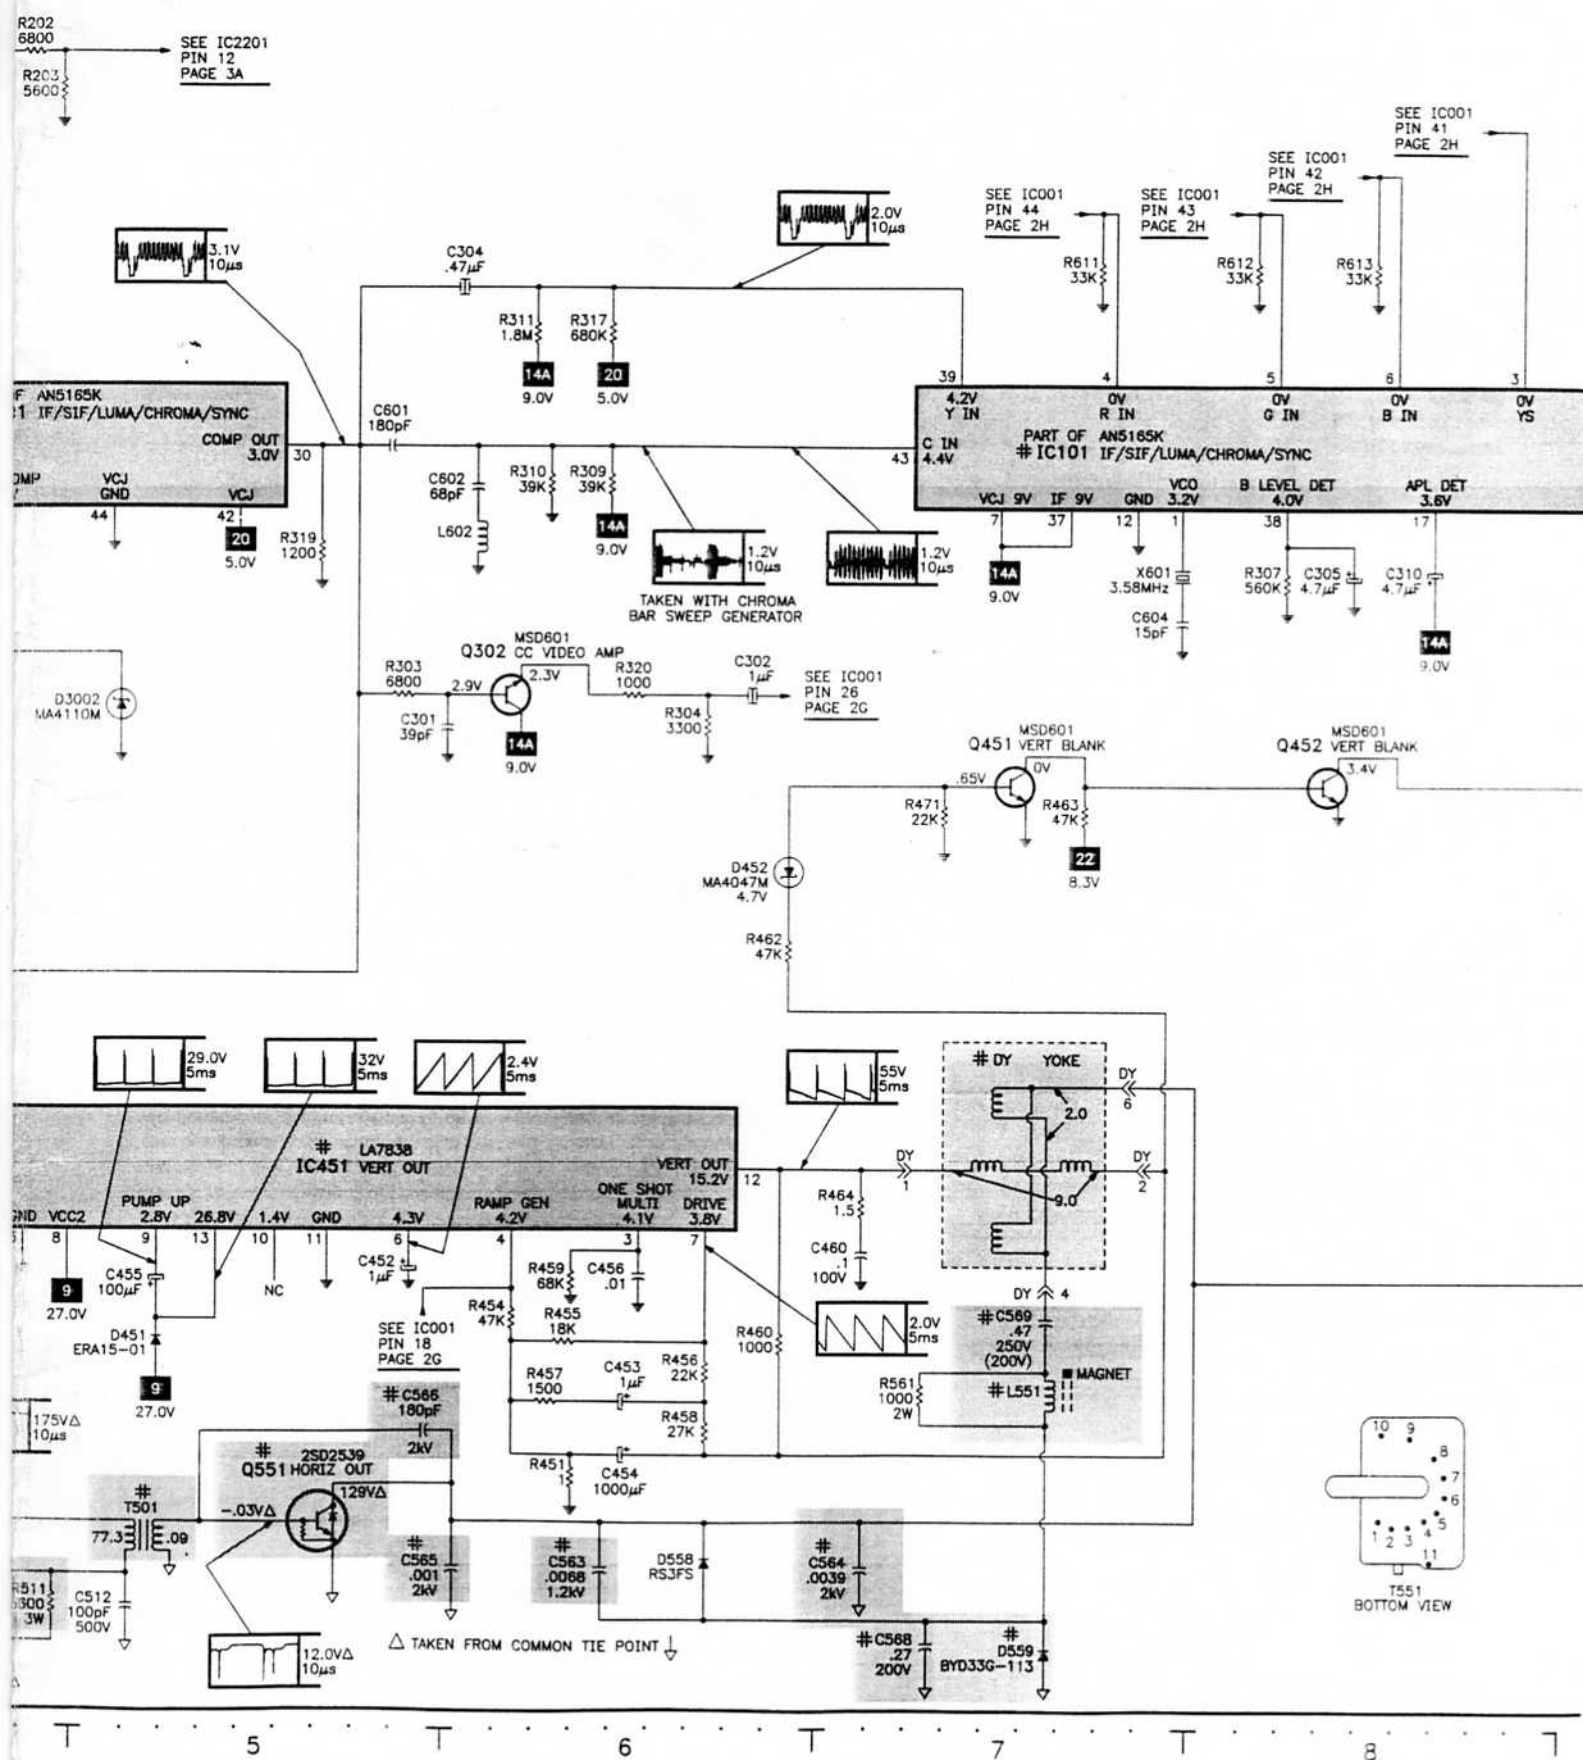 R202
6800
SEE IC2201
PIN 12
PAGE 3A
R203
5600
SEE IC001
PIN 41
PAGE 2H
SEE IC001
PIN 42
PAGE 2H
SEE IC001
PIN 44
PAGE 2H
SEE IC001
PIN 43
PAGE 2H
3.1V
10µs
C304
.47µF
2.0V
10µs
R611
33K
R612
33K
R613
33K
R311
1.8M
R317
680K
14A
9.0V
20
5.0V
AN5165K
IF/SIF/LUMA/CHROMA/SYNC
COMP OUT
3.0V
30
VCJ
GND
VCJ
44
42
20
5.0V
R319
1200
C601
180pF
C602
68pF
L602
R310
39K
R309
39K
14A
9.0V
1.2V
10µs
1.2V
10µs
TAKEN WITH CHROMA
BAR SWEEP GENERATOR
39
4
5
6
3
4.2V
Y IN
0V
R IN
0V
G IN
0V
B IN
0V
YS
43
C IN
4.4V
PART OF AN5165K
# IC101 IF/SIF/LUMA/CHROMA/SYNC
VCJ 9V
IF 9V
GND
VCO
3.2V
B LEVEL DET
4.0V
APL DET
3.6V
7
37
12
1
38
17
14A
9.0V
X601
3.58MHz
C604
15pF
R307
560K
C305
4.7µF
C310
4.7µF
14A
9.0V
D3002
MA4110M
R303
6800
C301
39pF
Q302
MSD601
CC VIDEO AMP
2.9V
2.3V
14A
9.0V
R320
1000
R304
3300
C302
1µF
SEE IC001
PIN 26
PAGE 2G
Q451
MSD601
VERT BLANK
.65V
0V
R471
22K
R463
47K
22
8.3V
Q452
MSD601
VERT BLANK
3.4V
D452
MA4047M
4.7V
R462
47K
29.0V
5ms
32V
5ms
2.4V
5ms
55V
5ms
# LA7838
IC451 VERT OUT
VERT OUT
15.2V
12
GND
VCC2
PUMP UP
2.8V
26.8V
1.4V
GND
4.3V
RAMP GEN
4.2V
ONE SHOT
MULTI
4.1V
DRIVE
3.8V
8
9
13
10
11
6
4
3
7
9
27.0V
C455
100µF
D451
ERA15-01
9
27.0V
NC
C452
1µF
SEE IC001
PIN 18
PAGE 2G
R459
68K
C456
.01
R454
47K
R455
18K
R457
1500
C453
1µF
R456
22K
R458
27K
R451
1
C454
1000µF
R460
1000
2.0V
5ms
R464
1.5
C460
.1
100V
# DY YOKE
2.0
9.0
DY
6
DY
1
DY
2
DY 4
#C569
.47
250V
(200V)
MAGNET
#L551
R561
1000
2W
175V△
10µs
#C566
180pF
2kV
# 2SD2539
Q551 HORIZ OUT
-.03V△
129V△
#
T501
77.3
.09
C512
100pF
500V
R511
3W
12.0V△
10µs
#
C565
.001
2kV
#
C563
.0068
1.2kV
D558
RS3FS
#
C564
.0039
2kV
#C568
.27
200V
#
D559
BYD33G-113
△ TAKEN FROM COMMON TIE POINT
10
9
8
7
6
5
4
3
2
1
11
T551
BOTTOM VIEW
5
6
7
8